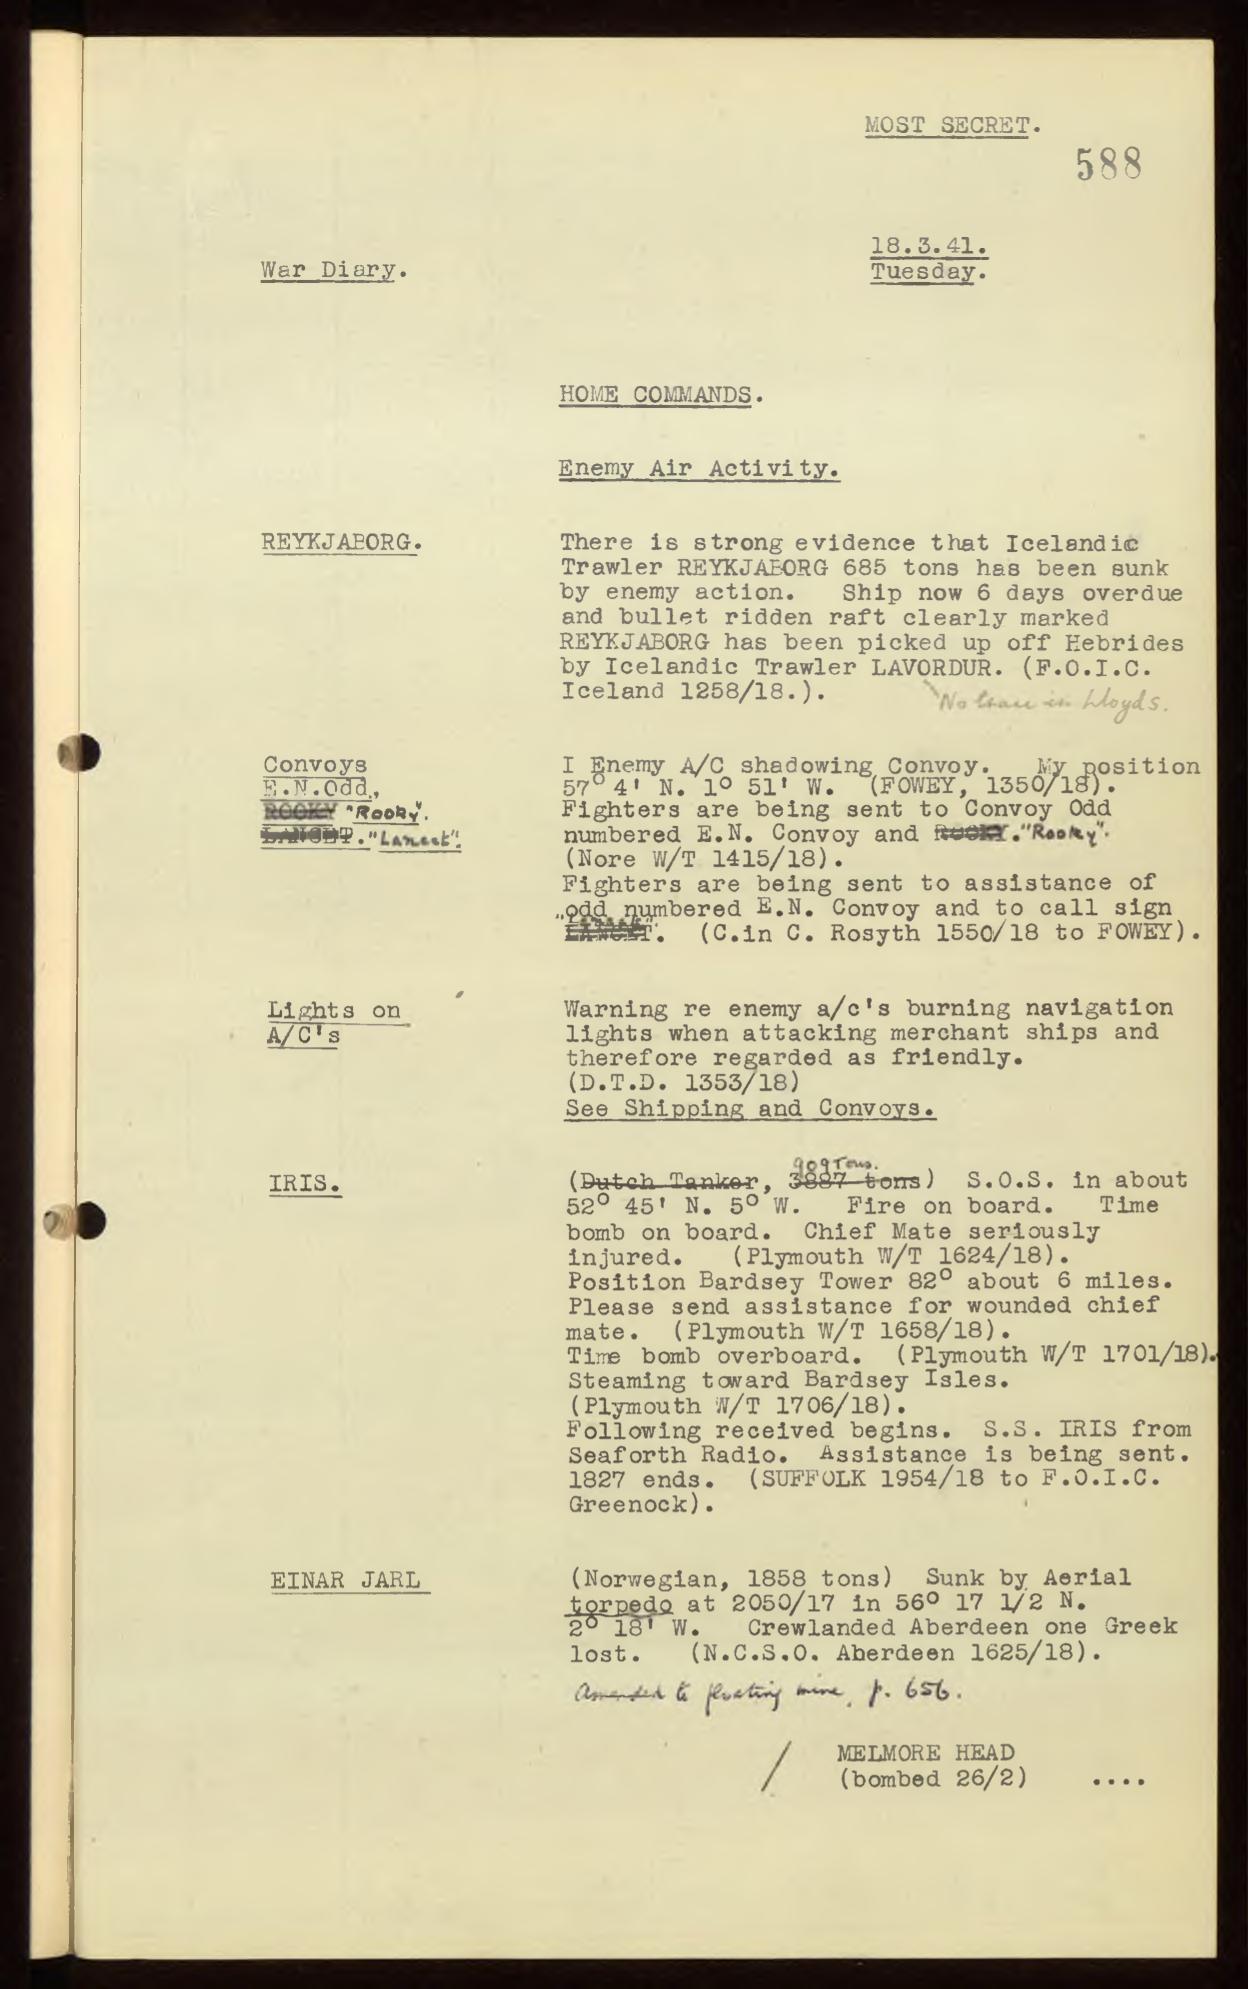 MOST SECRET.
588
18.3.41.
Tuesday.
War Diary.
HOME COMMANDS.
Enemy Air Activity.
REYKJABORG.
There is strong evidence that Icelandic
Trawler REYKJABORG 685 tons has been sunk
by enemy action. Ship now 6 days overdue
and bullet ridden raft clearly marked
REYKJABORG has been picked up off Hebrides
by Icelandic Trawler LAVORDUR. (F.O.I.C.
Iceland 1258/18.).
No trace in Lloyds.
Convoys
E.N.Odd.,
ROOKY "Rooky".
LANCET. "Lancet".
I Enemy A/C shadowing Convoy. My position
57° 4' N. 1° 51' W. (FOWEY, 1350/18).
Fighters are being sent to Convoy Odd
numbered E.N. Convoy and ROOKY. "Rooky".
(Nore W/T 1415/18).
Fighters are being sent to assistance of
odd numbered E.N. Convoy and to call sign
LANCET. (C.in C. Rosyth 1550/18 to FOWEY).
Lights on
A/C's
Warning re enemy a/c's burning navigation
lights when attacking merchant ships and
therefore regarded as friendly.
(D.T.D. 1353/18)
See Shipping and Convoys.
IRIS.
909 Tons.
(Dutch Tanker, 3887 tons) S.O.S. in about
52° 45' N. 5° W. Fire on board. Time
bomb on board. Chief Mate seriously
injured. (Plymouth W/T 1624/18).
Position Bardsey Tower 82° about 6 miles.
Please send assistance for wounded chief
mate. (Plymouth W/T 1658/18).
Time bomb overboard. (Plymouth W/T 1701/18).
Steaming toward Bardsey Isles.
(Plymouth W/T 1706/18).
Following received begins. S.S. IRIS from
Seaforth Radio. Assistance is being sent.
1827 ends. (SUFFOLK 1954/18 to F.O.I.C.
Greenock).
EINAR JARL
(Norwegian, 1858 tons) Sunk by Aerial
torpedo at 2050/17 in 56° 17 1/2 N.
2° 18' W. Crewlanded Aberdeen one Greek
lost. (N.C.S.O. Aberdeen 1625/18).
Amended to floating mine, p. 656.
/ MELMORE HEAD
(bombed 26/2) ....